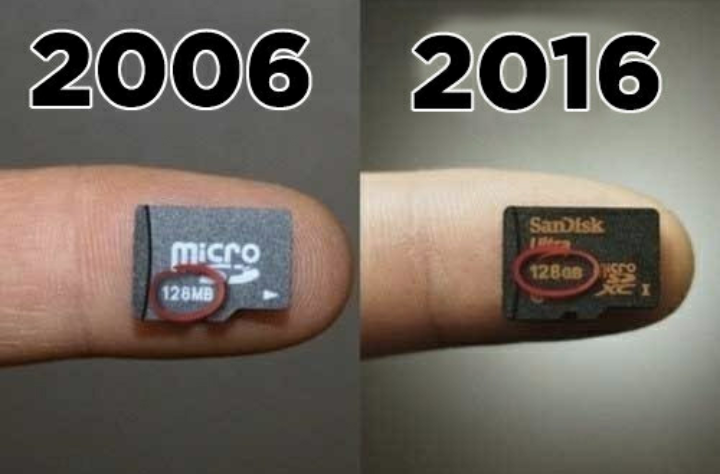 2006
2016
Micro
128MB
SanDisk
Ultra
128GB
micro
XC I